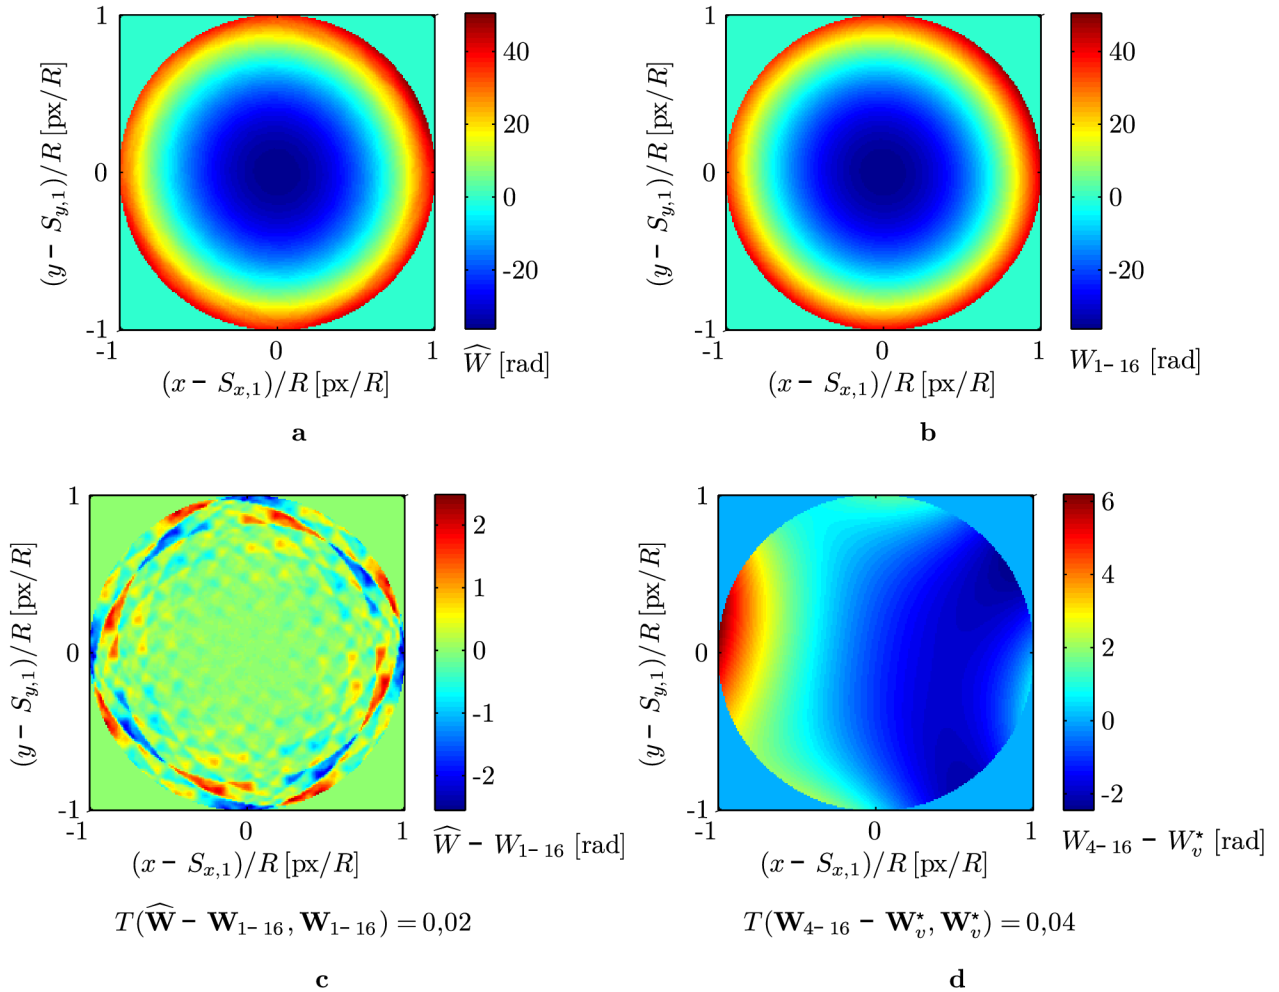 1
0
-1
-1 0 1
(y − S_{y,1})/R [px/R]
(x − S_{x,1})/R [px/R]
40
20
0
-20
Ŵ [rad]
a
1
0
-1
-1 0 1
(y − S_{y,1})/R [px/R]
(x − S_{x,1})/R [px/R]
40
20
0
-20
W_{1−16} [rad]
b
1
0
-1
-1 0 1
(y − S_{y,1})/R [px/R]
(x − S_{x,1})/R [px/R]
2
1
0
-1
-2
Ŵ − W_{1−16} [rad]
T(Ŵ − W_{1−16}, W_{1−16}) = 0,02
c
1
0
-1
-1 0 1
(y − S_{y,1})/R [px/R]
(x − S_{x,1})/R [px/R]
6
4
2
0
-2
W_{4−16} − W_v^⋆ [rad]
T(W_{4−16} − W_v^⋆, W_v^⋆) = 0,04
d